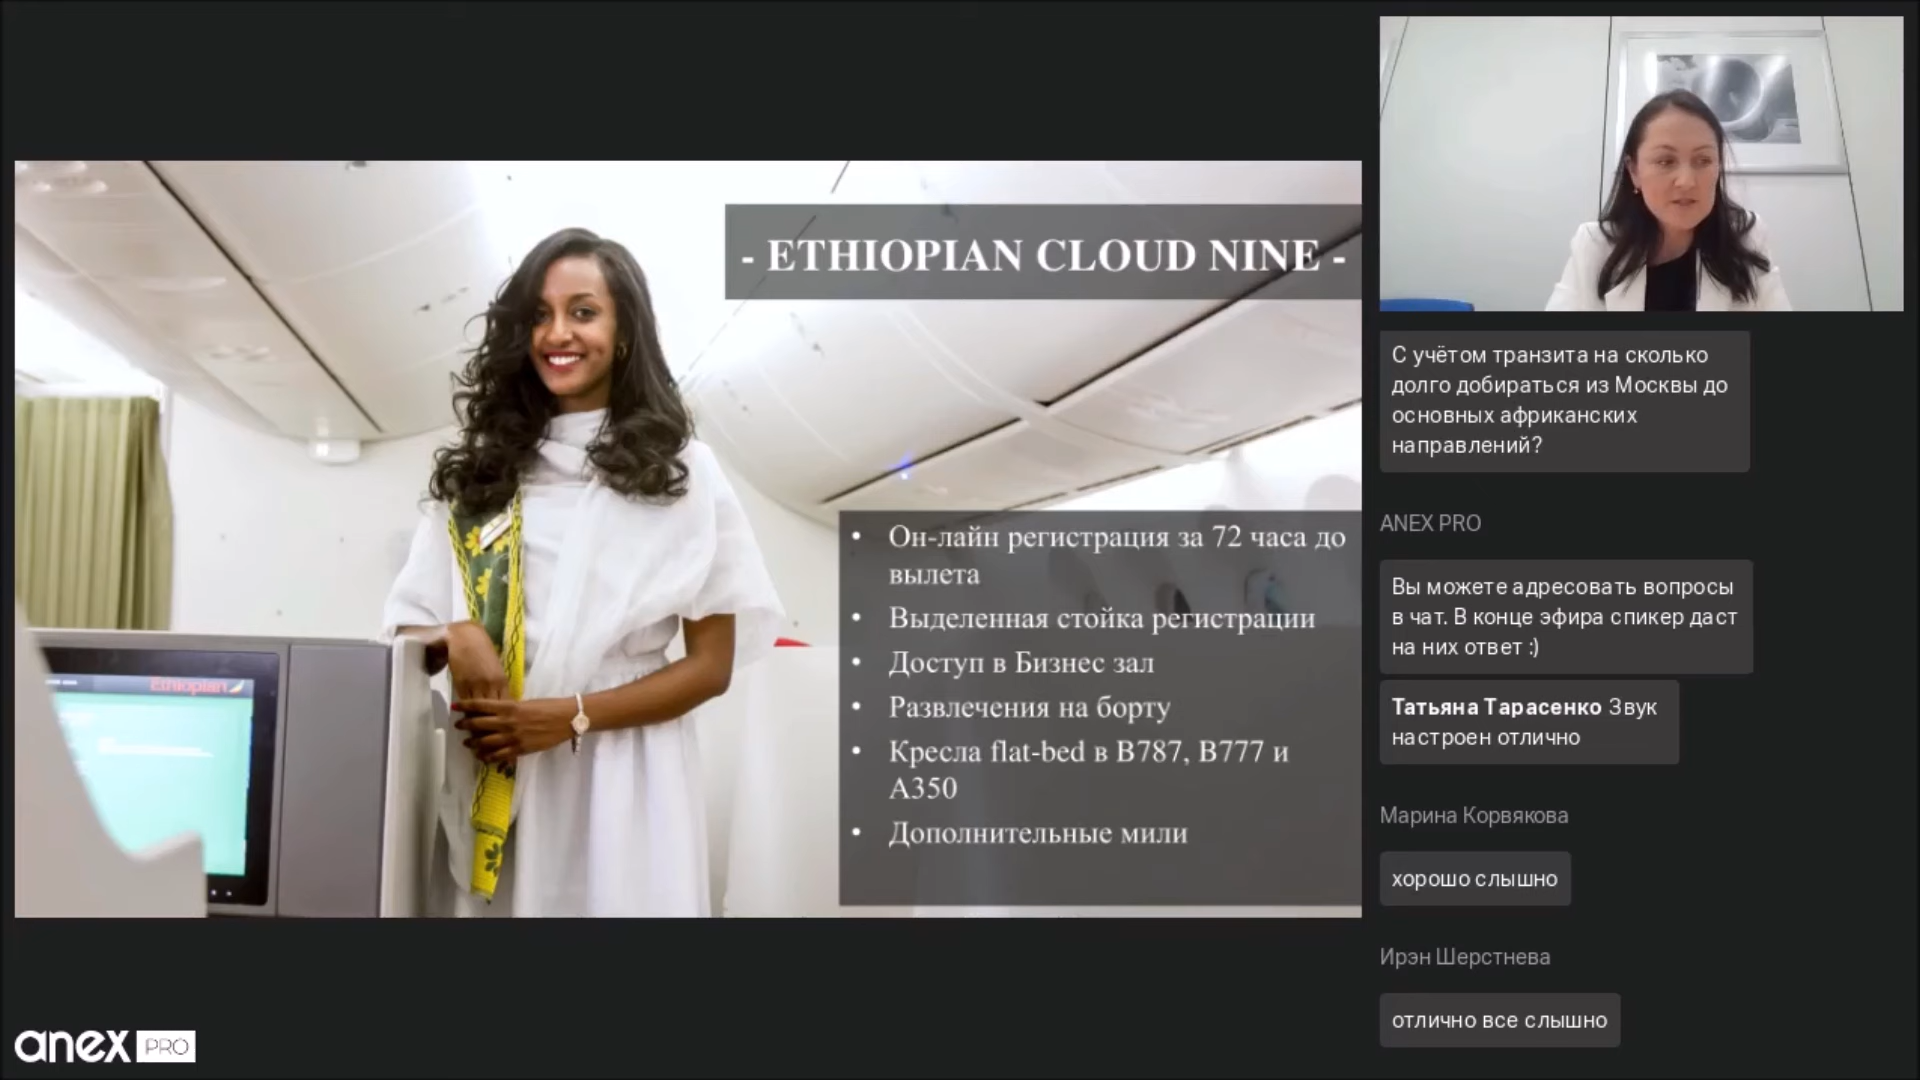 - ETHIOPIAN CLOUD NINE -
• Он-лайн регистрация за 72 часа до
вылета
• Выделенная стойка регистрации
• Доступ в Бизнес зал
• Развлечения на борту
• Кресла flat-bed в B787, B777 и
A350
• Дополнительные мили
Ethiopian
anex PRO
С учётом транзита на сколько
долго добираться из Москвы до
основных африканских
направлений?
ANEX PRO
Вы можете адресовать вопросы
в чат. В конце эфира спикер даст
на них ответ :)
Татьяна Тарасенко Звук
настроен отлично
Марина Корвякова
хорошо слышно
Ирэн Шерстнева
отлично все слышно